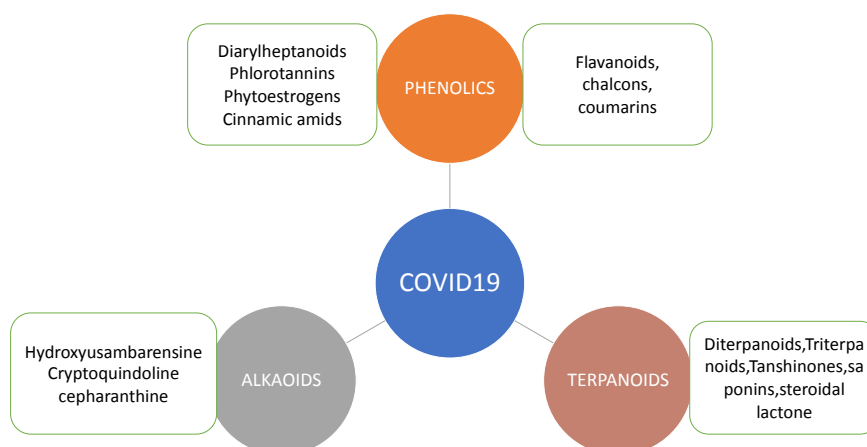 Diarylheptanoids
Phlorotannins
Phytoestrogens
Cinnamic amids
PHENOLICS
Flavanoids,
chalcons,
coumarins
COVID19
Hydroxyusambarensine
Cryptoquindoline
cepharanthine
ALKAOIDS
TERPANOIDS
Diterpanoids,Triterpa
noids,Tanshinones,sa
ponins,steroidal
lactone